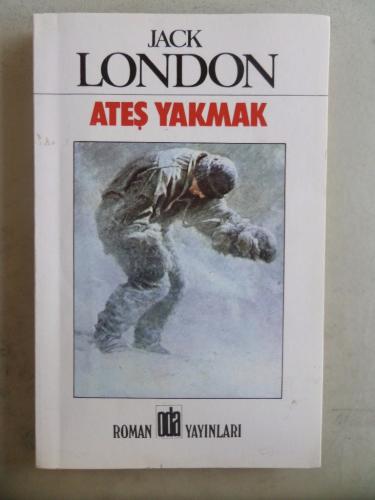 JACK
LONDON
ATEŞ YAKMAK
ROMAN oda YAYINLARI